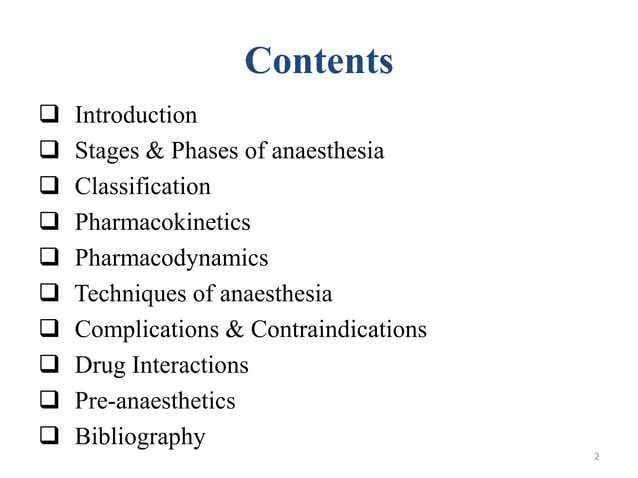 Contents
❑ Introduction
❑ Stages & Phases of anaesthesia
❑ Classification
❑ Pharmacokinetics
❑ Pharmacodynamics
❑ Techniques of anaesthesia
❑ Complications & Contraindications
❑ Drug Interactions
❑ Pre-anaesthetics
❑ Bibliography
2